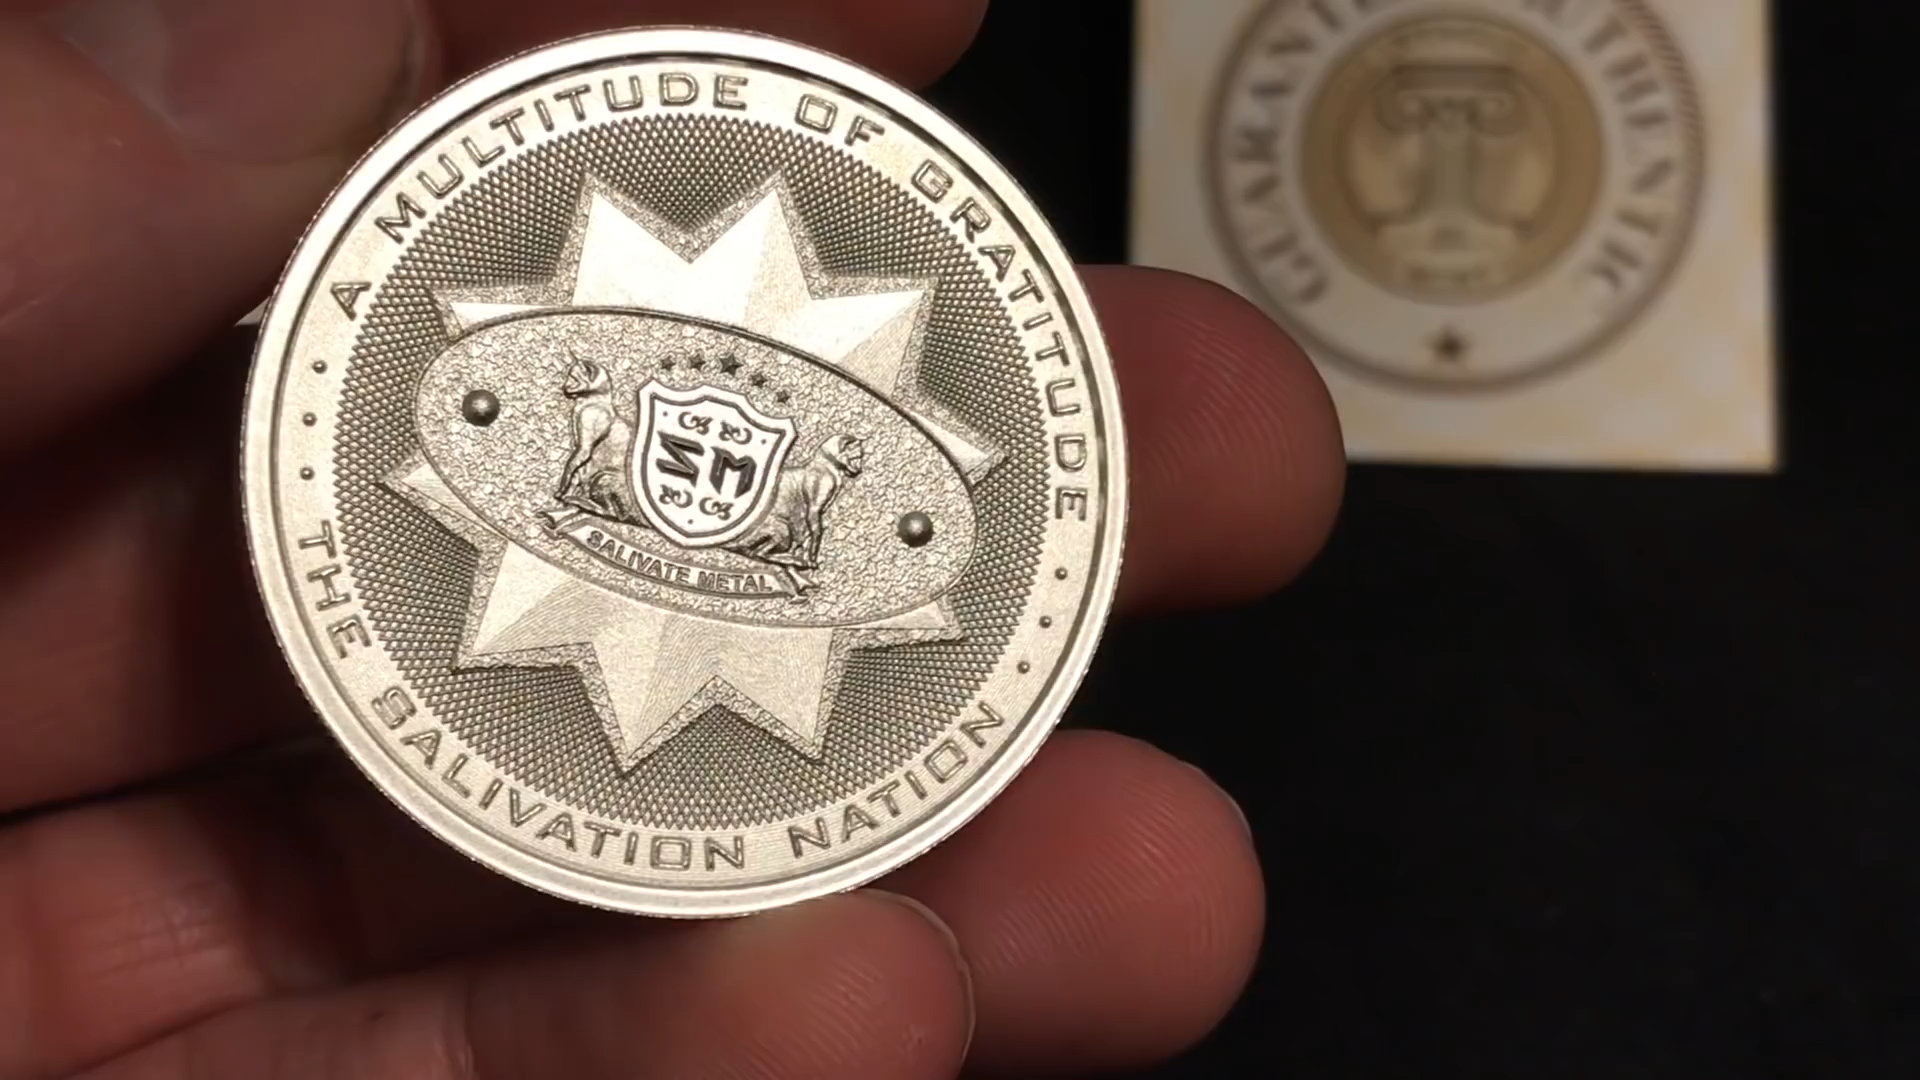 A MULTITUDE OF GRATITUDE
SM
SALIVATE METAL
THE SALIVATION NATION